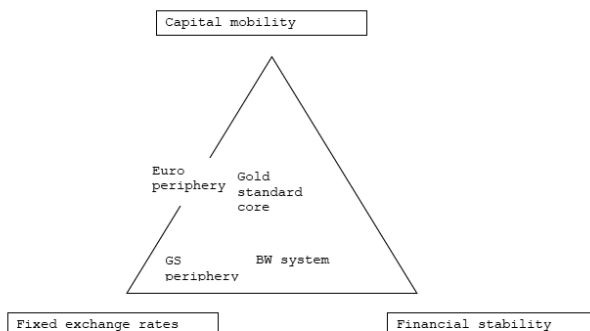 Capital mobility
Euro
periphery
Gold
standard
core
GS
periphery
BW system
Fixed exchange rates
Financial stability